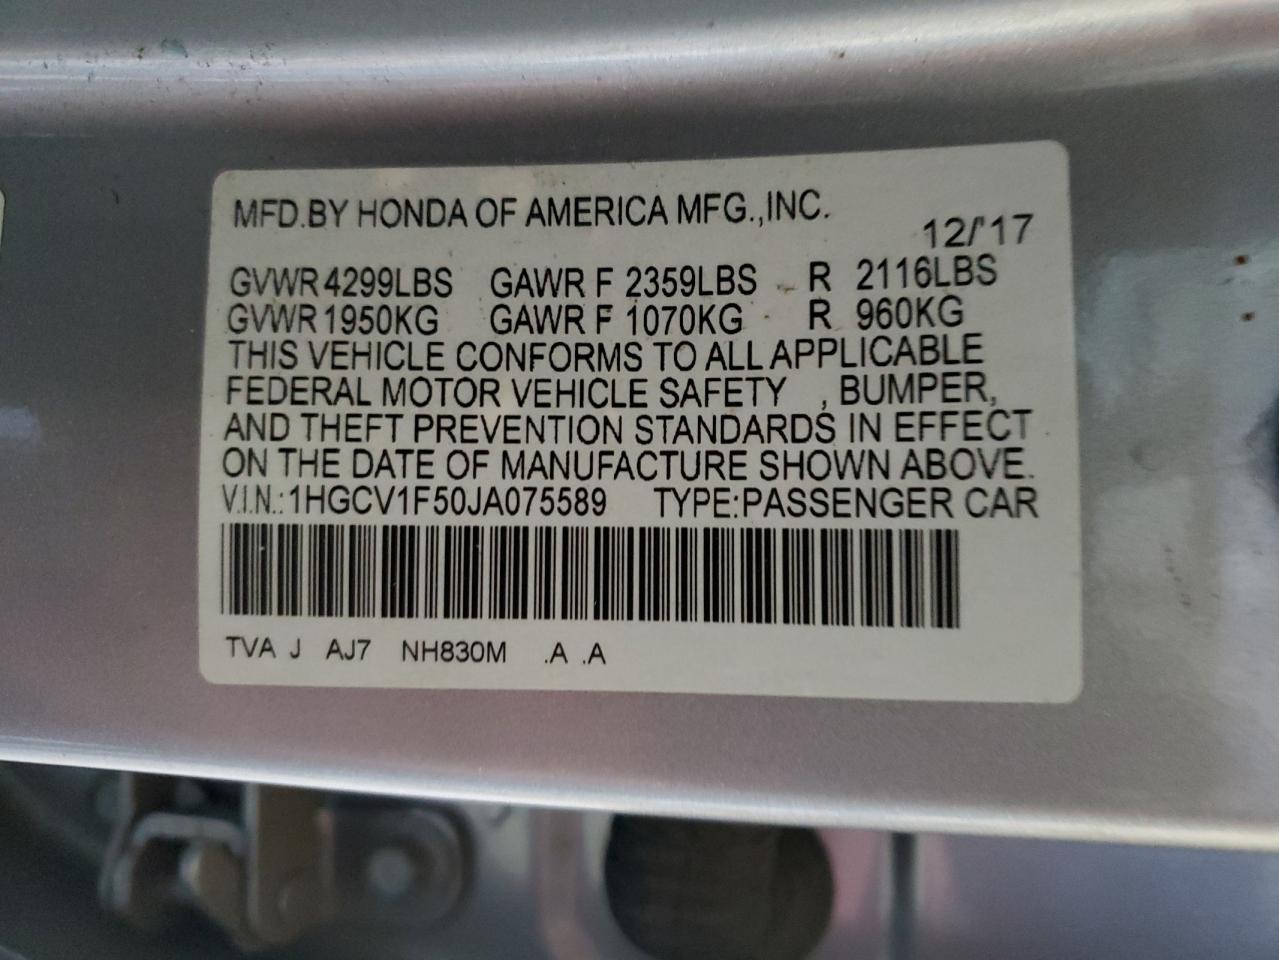 MFD.BY HONDA OF AMERICA MFG.,INC.
12/'17
GVWR 4299LBS GAWR F 2359LBS R 2116LBS
GVWR 1950KG GAWR F 1070KG R 960KG
THIS VEHICLE CONFORMS TO ALL APPLICABLE
FEDERAL MOTOR VEHICLE SAFETY , BUMPER,
AND THEFT PREVENTION STANDARDS IN EFFECT
ON THE DATE OF MANUFACTURE SHOWN ABOVE.
V.I.N.:1HGCV1F50JA075589 TYPE:PASSENGER CAR
TVA J AJ7 NH830M .A .A